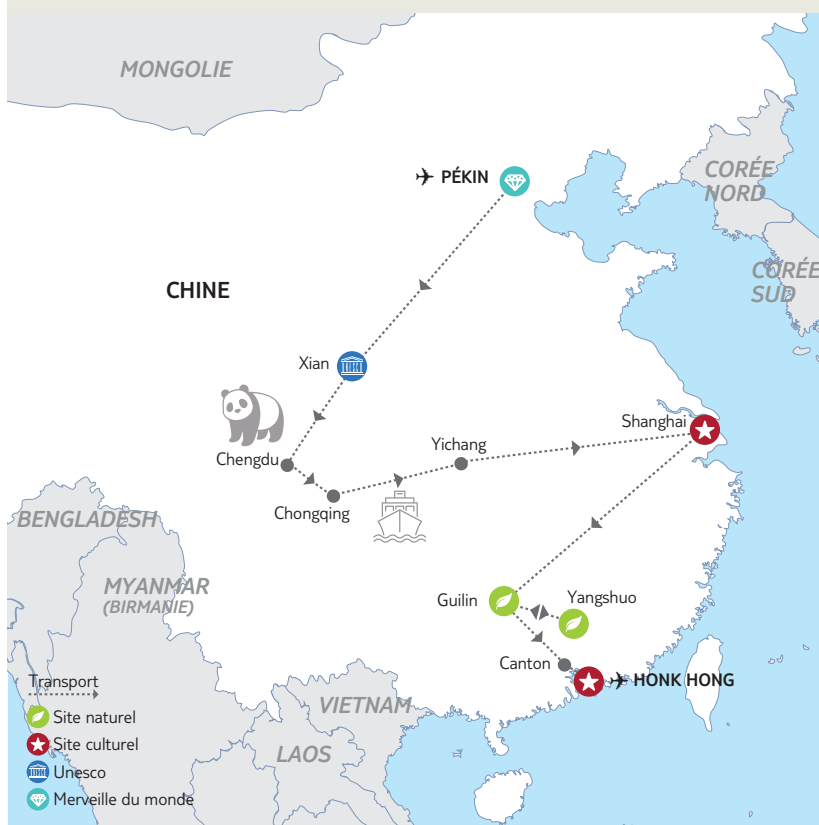 MONGOLIE
CORÉE
NORD
PÉKIN
CORÉE
SUD
CHINE
Xian
Shanghai
Yichang
Chengdu
Chongqing
BENGLADESH
MYANMAR
(BIRMANIE)
Guilin
Yangshuo
Canton
HONK HONG
VIETNAM
LAOS
Transport
Site naturel
Site culturel
Unesco
Merveille du monde